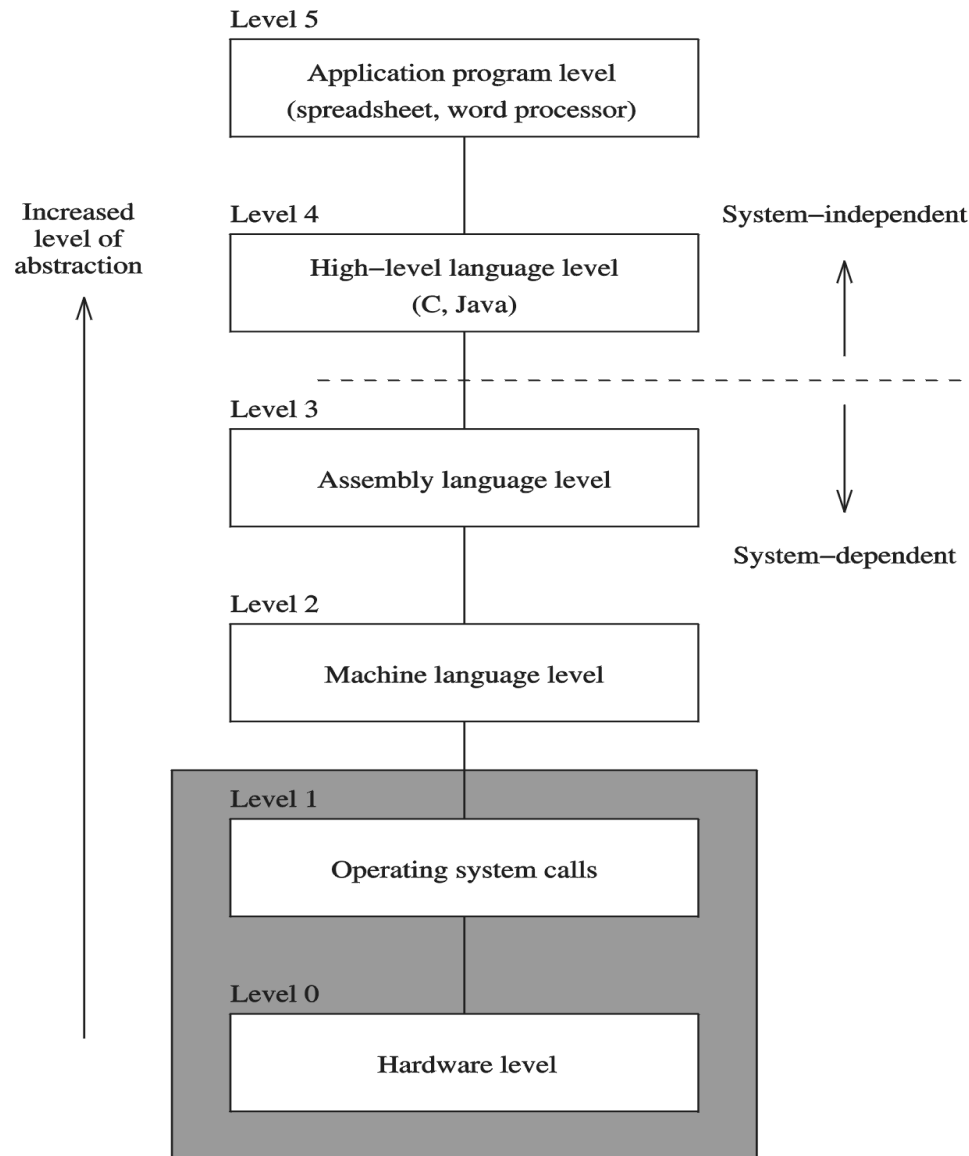 Level 5
Application program level
(spreadsheet, word processor)
Increased
level of
abstraction
Level 4
High–level language level
(C, Java)
System–independent
Level 3
Assembly language level
System–dependent
Level 2
Machine language level
Level 1
Operating system calls
Level 0
Hardware level